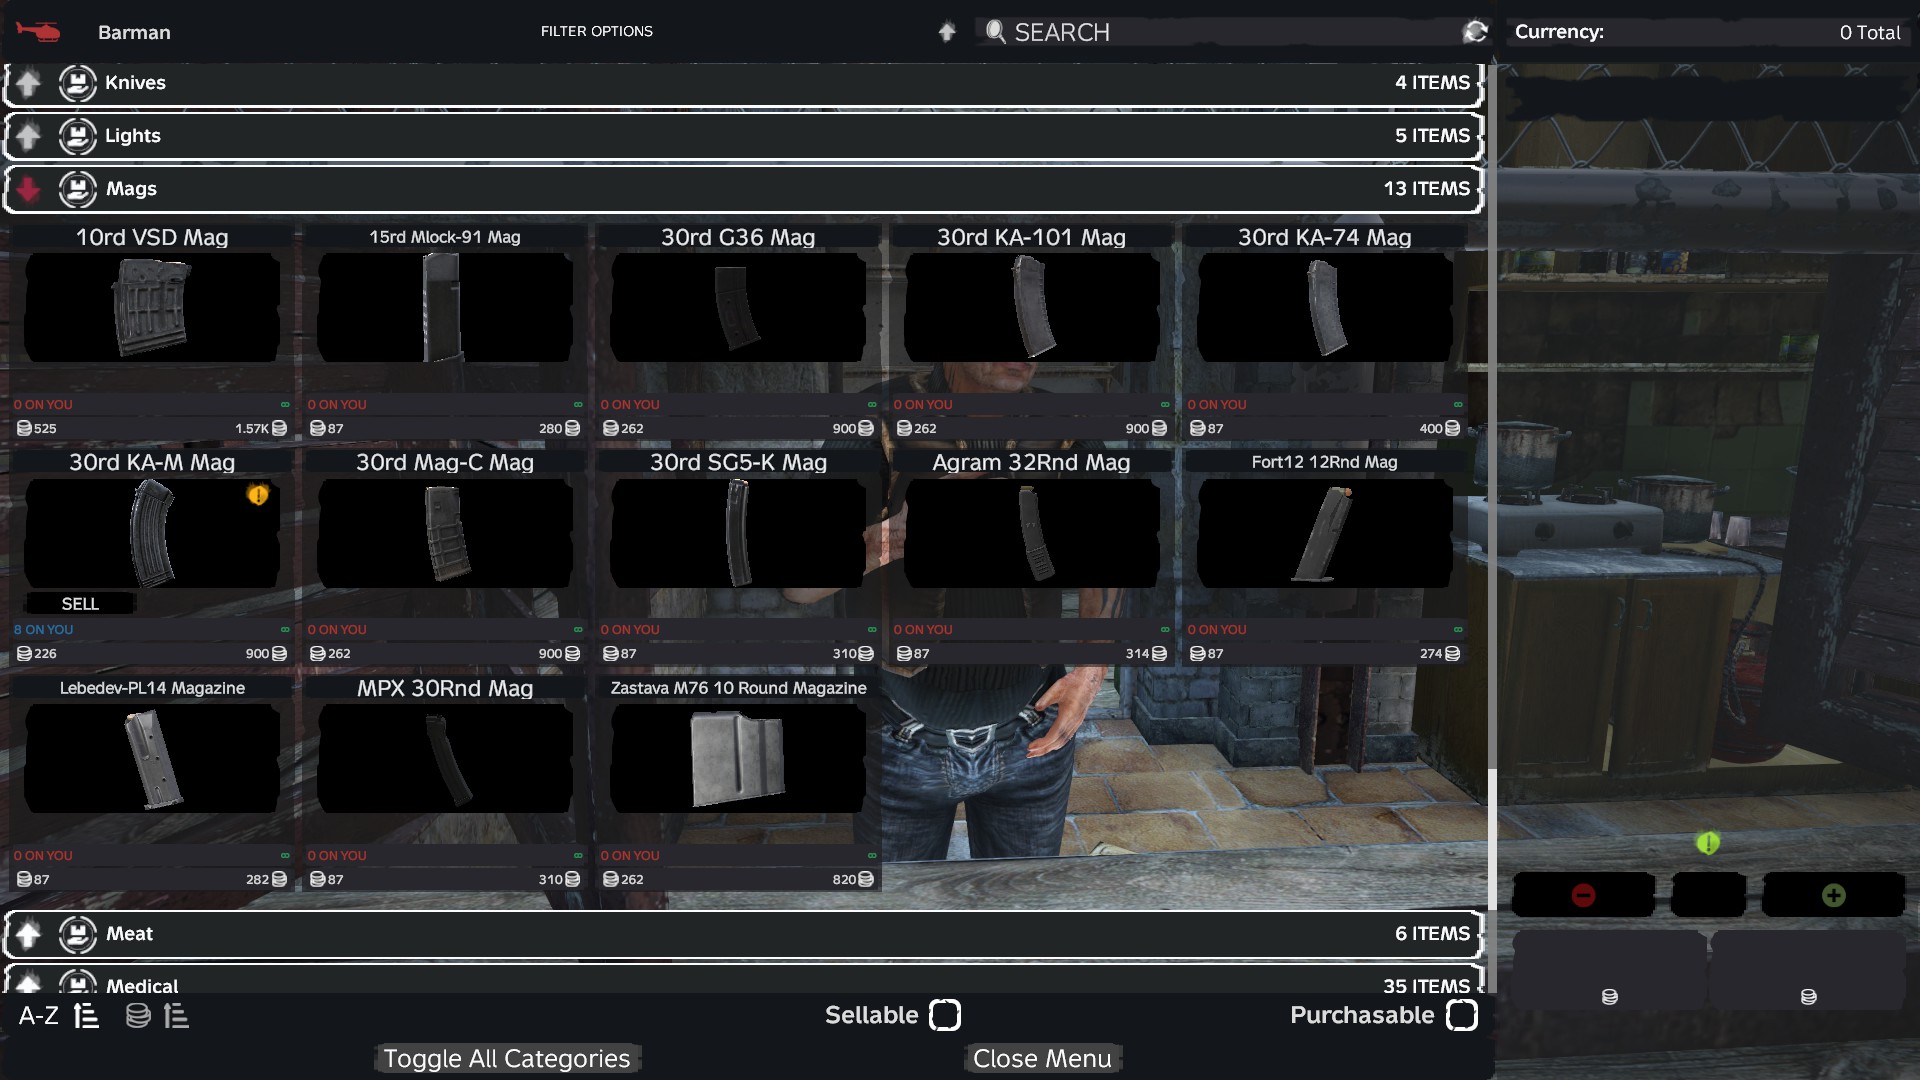 Barman
FILTER OPTIONS
SEARCH
Currency:
0 Total
Knives
4 ITEMS
Lights
5 ITEMS
Mags
13 ITEMS
10rd VSD Mag
15rd Mlock-91 Mag
30rd G36 Mag
30rd KA-101 Mag
30rd KA-74 Mag
0 ON YOU ∞
0 ON YOU ∞
0 ON YOU ∞
0 ON YOU ∞
0 ON YOU ∞
525 1.57K
87 280
262 900
262 900
87 400
30rd KA-M Mag
30rd Mag-C Mag
30rd SG5-K Mag
Agram 32Rnd Mag
Fort12 12Rnd Mag
SELL
8 ON YOU ∞
0 ON YOU ∞
0 ON YOU ∞
0 ON YOU ∞
0 ON YOU ∞
226 900
262 900
87 310
87 314
87 274
Lebedev-PL14 Magazine
MPX 30Rnd Mag
Zastava M76 10 Round Magazine
0 ON YOU ∞
0 ON YOU ∞
0 ON YOU ∞
87 282
87 310
262 820
Meat
6 ITEMS
Medical
35 ITEMS
A-Z
Sellable
Purchasable
Toggle All Categories
Close Menu